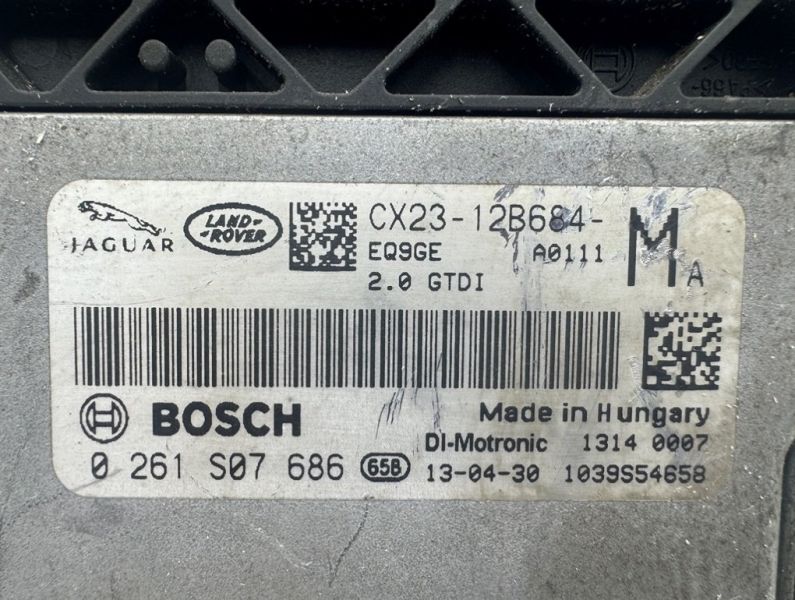 JAGUAR
LAND-
-ROVER
CX23-12B684-
EQ9GE A0111
2.0 GTDI
MA
BOSCH
Made in Hungary
DI-Motronic 1314 0007
0 261 S07 686 65B 13-04-30 1039S54658